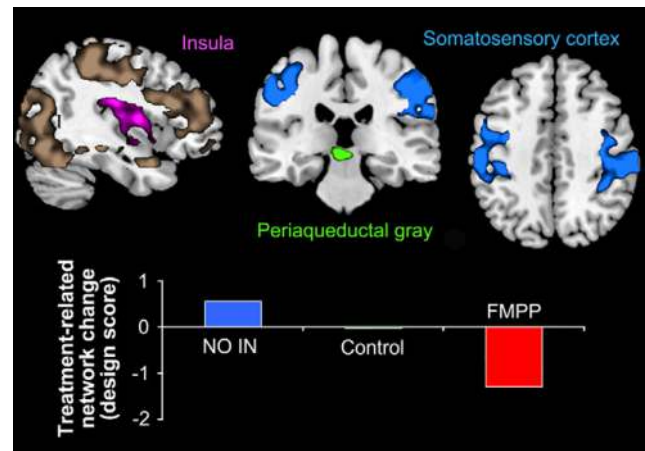 Insula
Somatosensory cortex
Periaqueductal gray
Treatment-related
network change
(design score)
1
0
-1
-2
NO IN
Control
FMPP